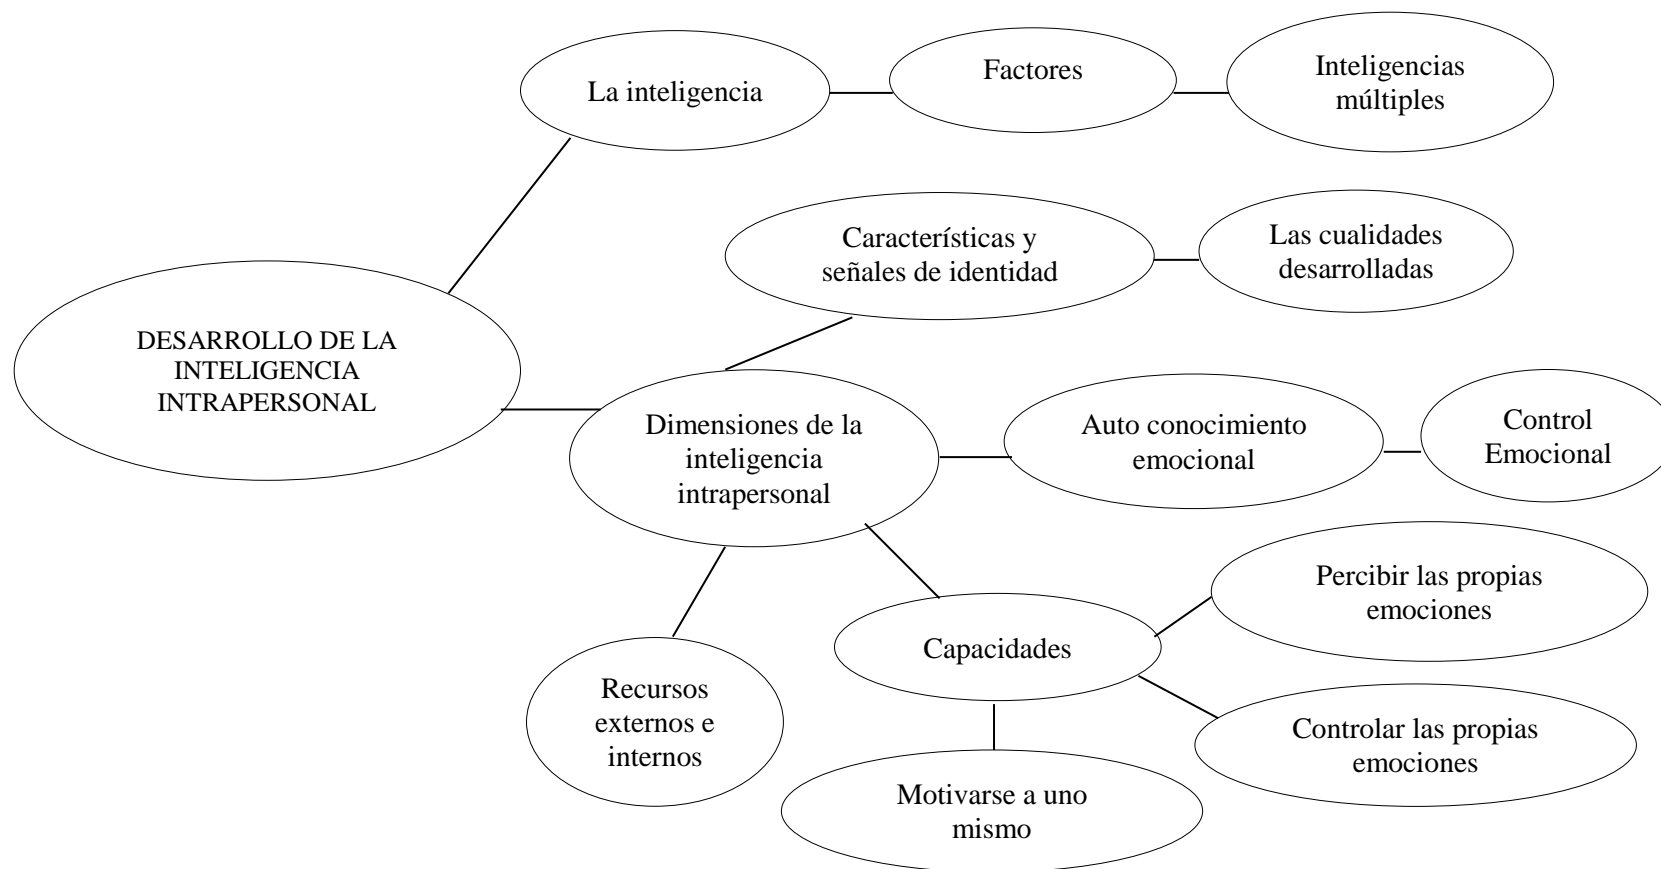 La inteligencia
Factores
Inteligencias
múltiples
Características y
señales de identidad
Las cualidades
desarrolladas
DESARROLLO DE LA
INTELIGENCIA
INTRAPERSONAL
Dimensiones de la
inteligencia
intrapersonal
Auto conocimiento
emocional
Control
Emocional
Percibir las propias
emociones
Capacidades
Recursos
externos e
internos
Controlar las propias
emociones
Motivarse a uno
mismo